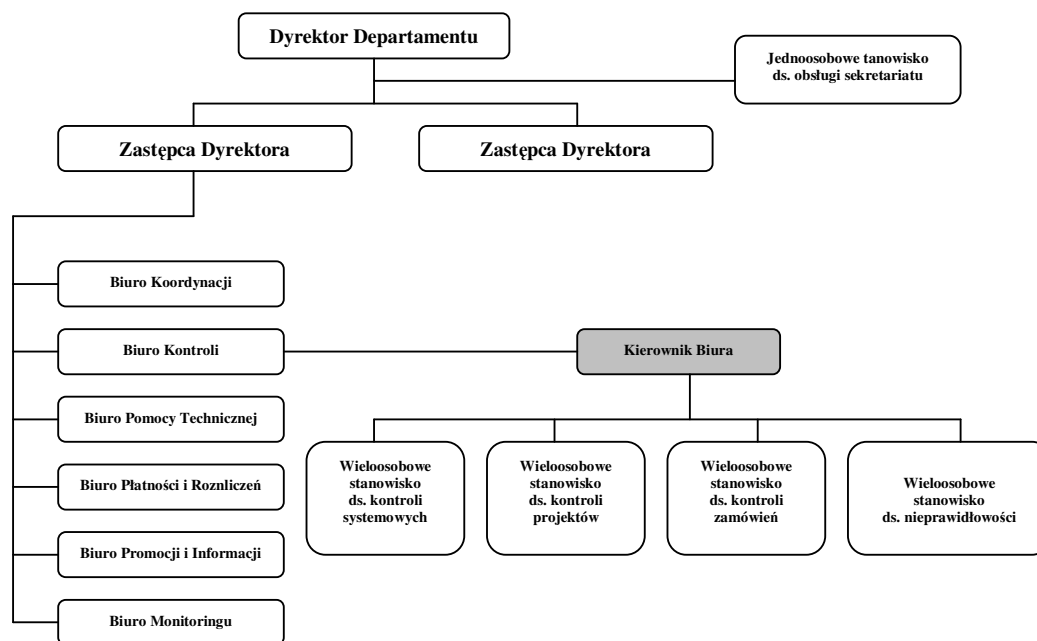 Dyrektor Departamentu
Jednoosobowe tanowisko
ds. obsługi sekretariatu
Zastępca Dyrektora
Zastępca Dyrektora
Biuro Koordynacji
Biuro Kontroli
Kierownik Biura
Biuro Pomocy Technicznej
Biuro Płatności i Roznliczeń
Biuro Promocji i Informacji
Biuro Monitoringu
Wieloosobowe
stanowisko
ds. kontroli
systemowych
Wieloosobowe
stanowisko
ds. kontroli
projektów
Wieloosobowe
stanowisko
ds. kontroli
zamówień
Wieloosobowe
stanowisko
ds. nieprawidłowości